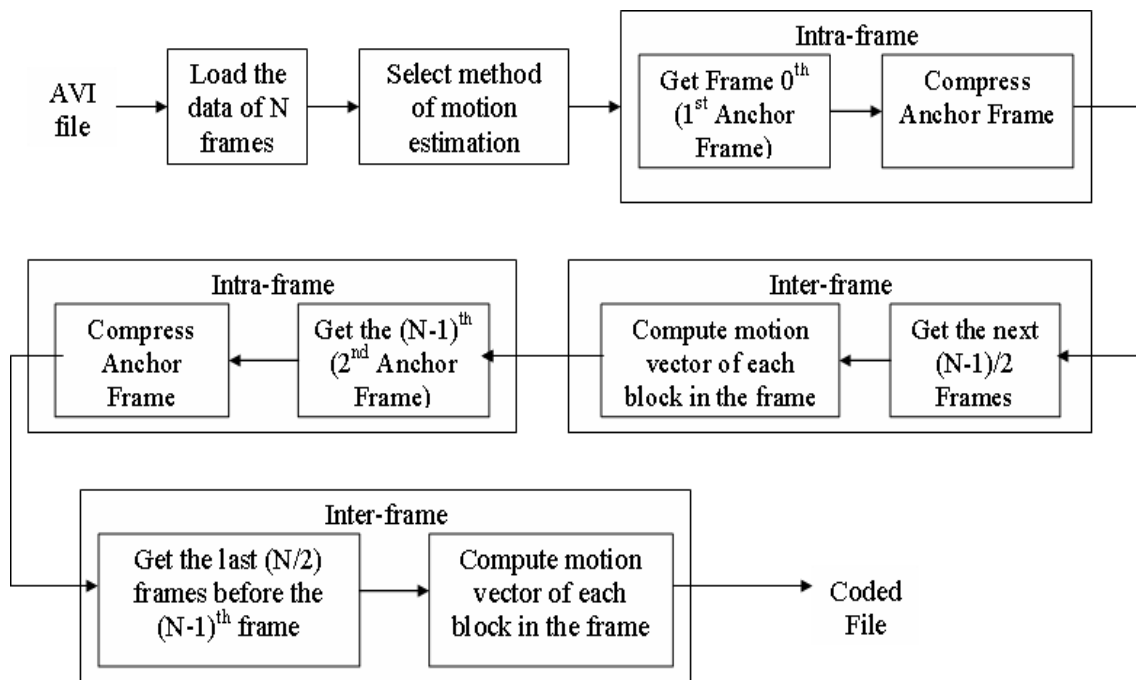 AVI
file
Load the
data of N
frames
Select method
of motion
estimation
Intra-frame
Get Frame 0th
(1st Anchor
Frame)
Compress
Anchor Frame
Inter-frame
Get the next
(N-1)/2
Frames
Compute motion
vector of each
block in the frame
Intra-frame
Get the (N-1)th
(2nd Anchor
Frame)
Compress
Anchor
Frame
Inter-frame
Get the last (N/2)
frames before the
(N-1)th frame
Compute motion
vector of each
block in the frame
Coded
File